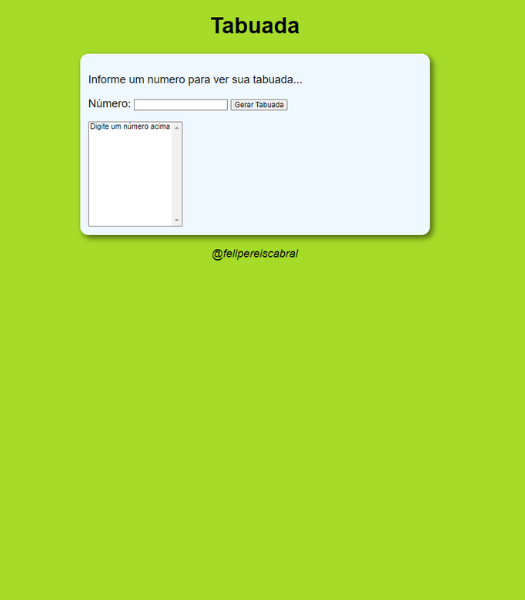 Tabuada
Informe um numero para ver sua tabuada...
Número: Gerar Tabuada
Digite um número acima
@felipereiscabral